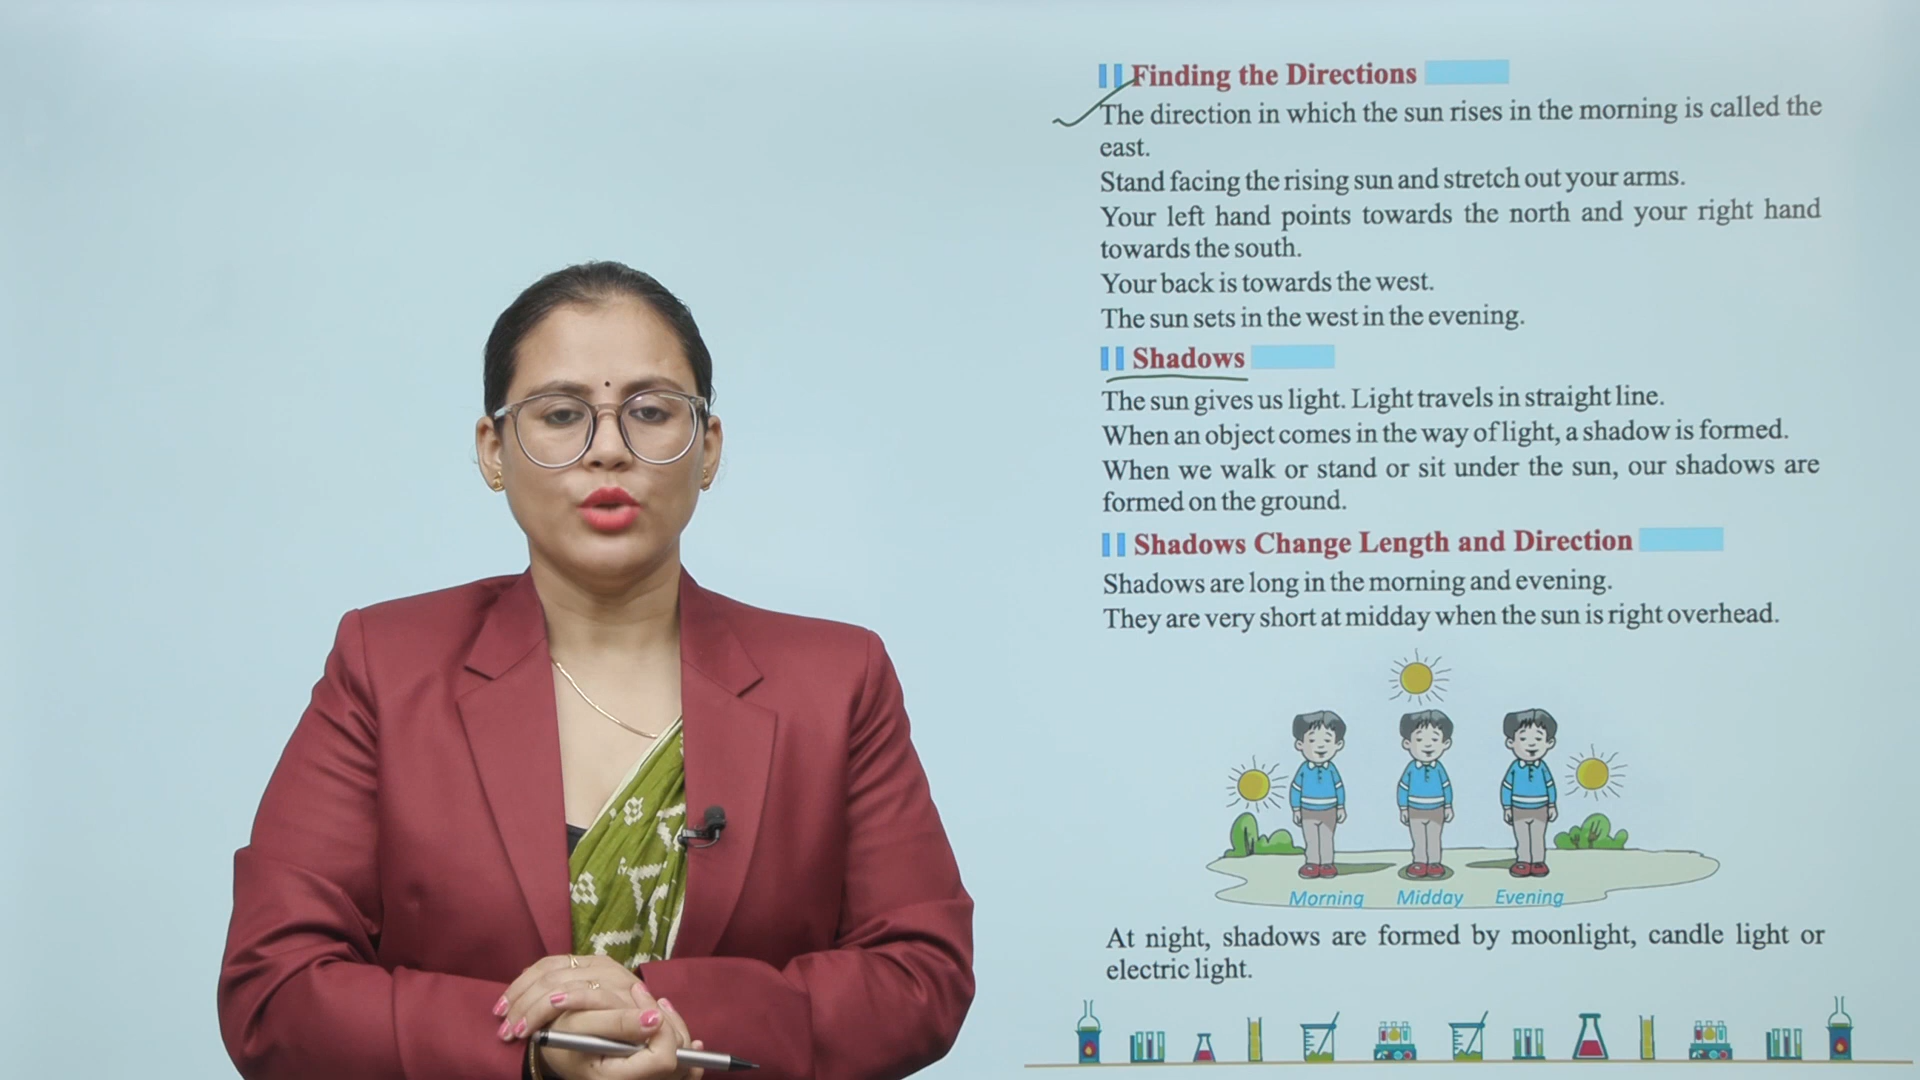 Finding the Directions
The direction in which the sun rises in the morning is called the
east.
Stand facing the rising sun and stretch out your arms.
Your left hand points towards the north and your right hand
towards the south.
Your back is towards the west.
The sun sets in the west in the evening.
Shadows
The sun gives us light. Light travels in straight line.
When an object comes in the way of light, a shadow is formed.
When we walk or stand or sit under the sun, our shadows are
formed on the ground.
Shadows Change Length and Direction
Shadows are long in the morning and evening.
They are very short at midday when the sun is right overhead.
Morning Midday Evening
At night, shadows are formed by moonlight, candle light or
electric light.